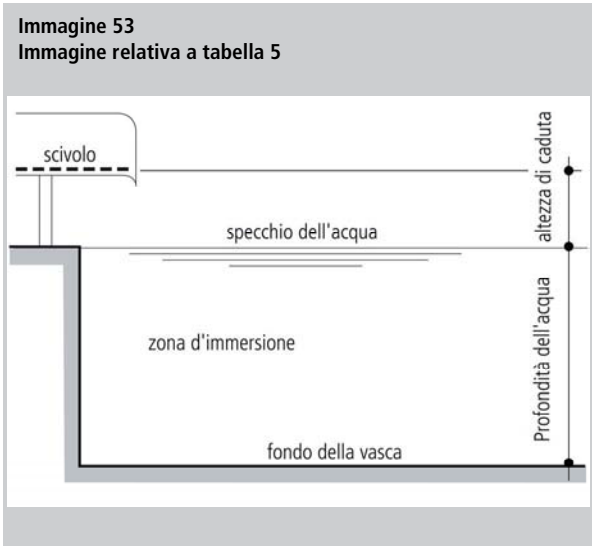 Immagine 53
Immagine relativa a tabella 5
scivolo
altezza di caduta
specchio dell'acqua
zona d'immersione
Profondità dell'acqua
fondo della vasca